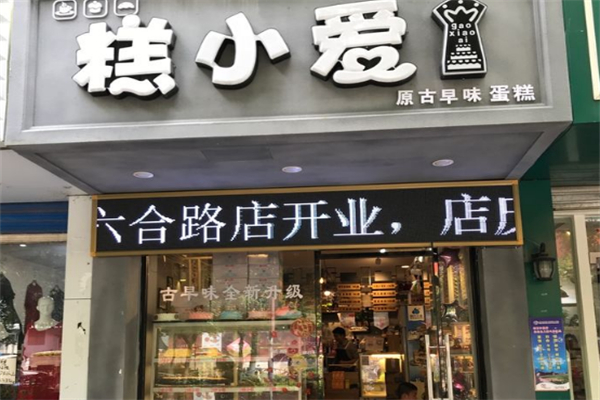 糕小爱
gao
xiao
ai
原古早味 蛋糕
六合路店开业，店
古早味全新升级